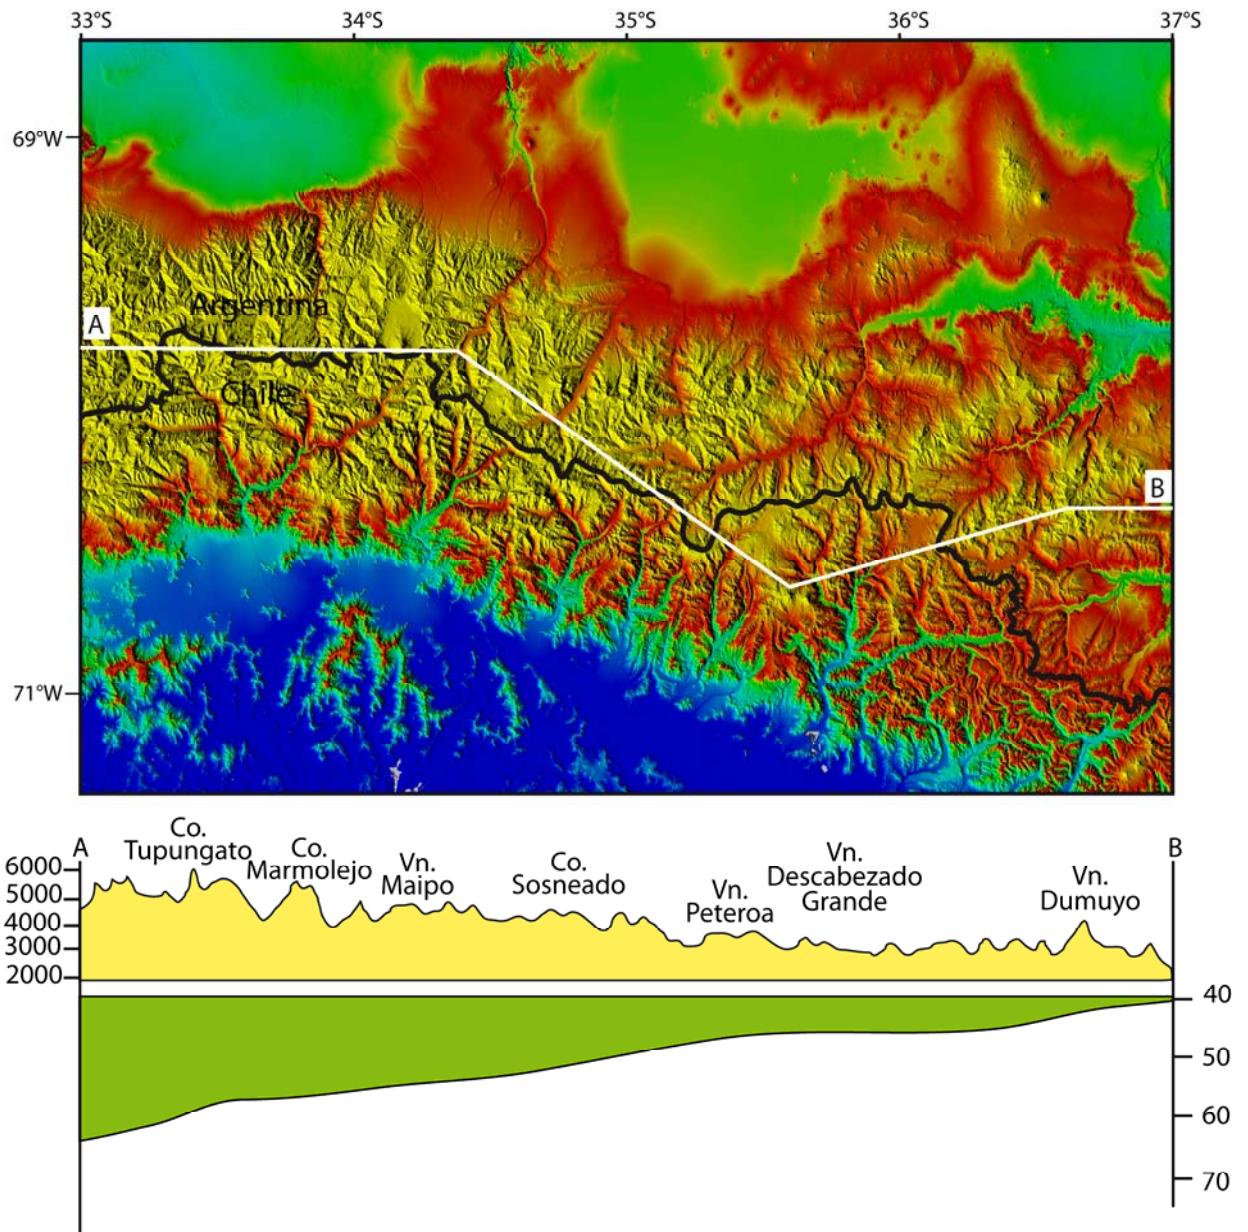 33°S 34°S 35°S 36°S 37°S
69°W
Argentina
A
Chile
B
71°W
A
Co.
Tupungato
Co.
Marmolejo
Vn.
Maipo
Co.
Sosneado
Vn.
Peteroa
Vn.
Descabezado
Grande
Vn.
Dumuyo
B
6000
5000
4000
3000
2000
40
50
60
70